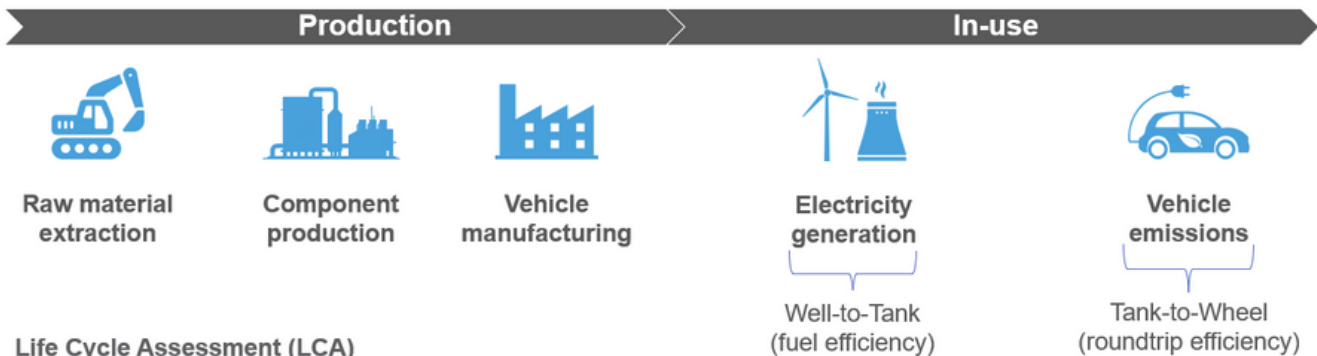 Production
In-use
Raw material
extraction
Component
production
Vehicle
manufacturing
Electricity
generation
Vehicle
emissions
Well-to-Tank
(fuel efficiency)
Tank-to-Wheel
(roundtrip efficiency)
Life Cycle Assessment (LCA)